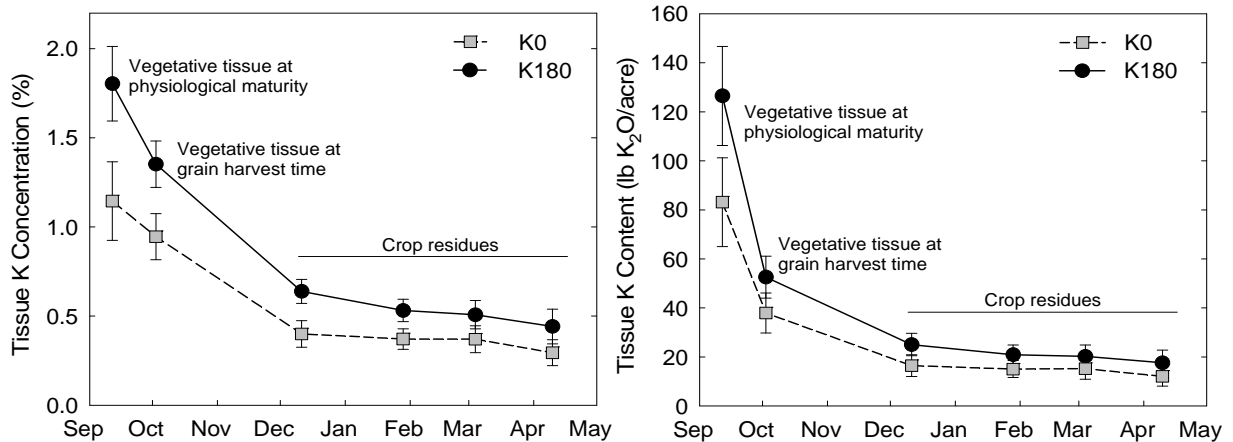 Tissue K Concentration (%)
2.0
1.5
1.0
0.5
0.0
K0
K180
Vegetative tissue at
physiological maturity
Vegetative tissue at
grain harvest time
Crop residues
Sep Oct Nov Dec Jan Feb Mar Apr May
Tissue K Content (lb K₂O/acre)
160
140
120
100
80
60
40
20
0
K0
K180
Vegetative tissue at
physiological maturity
Vegetative tissue at
grain harvest time
Crop residues
Sep Oct Nov Dec Jan Feb Mar Apr May